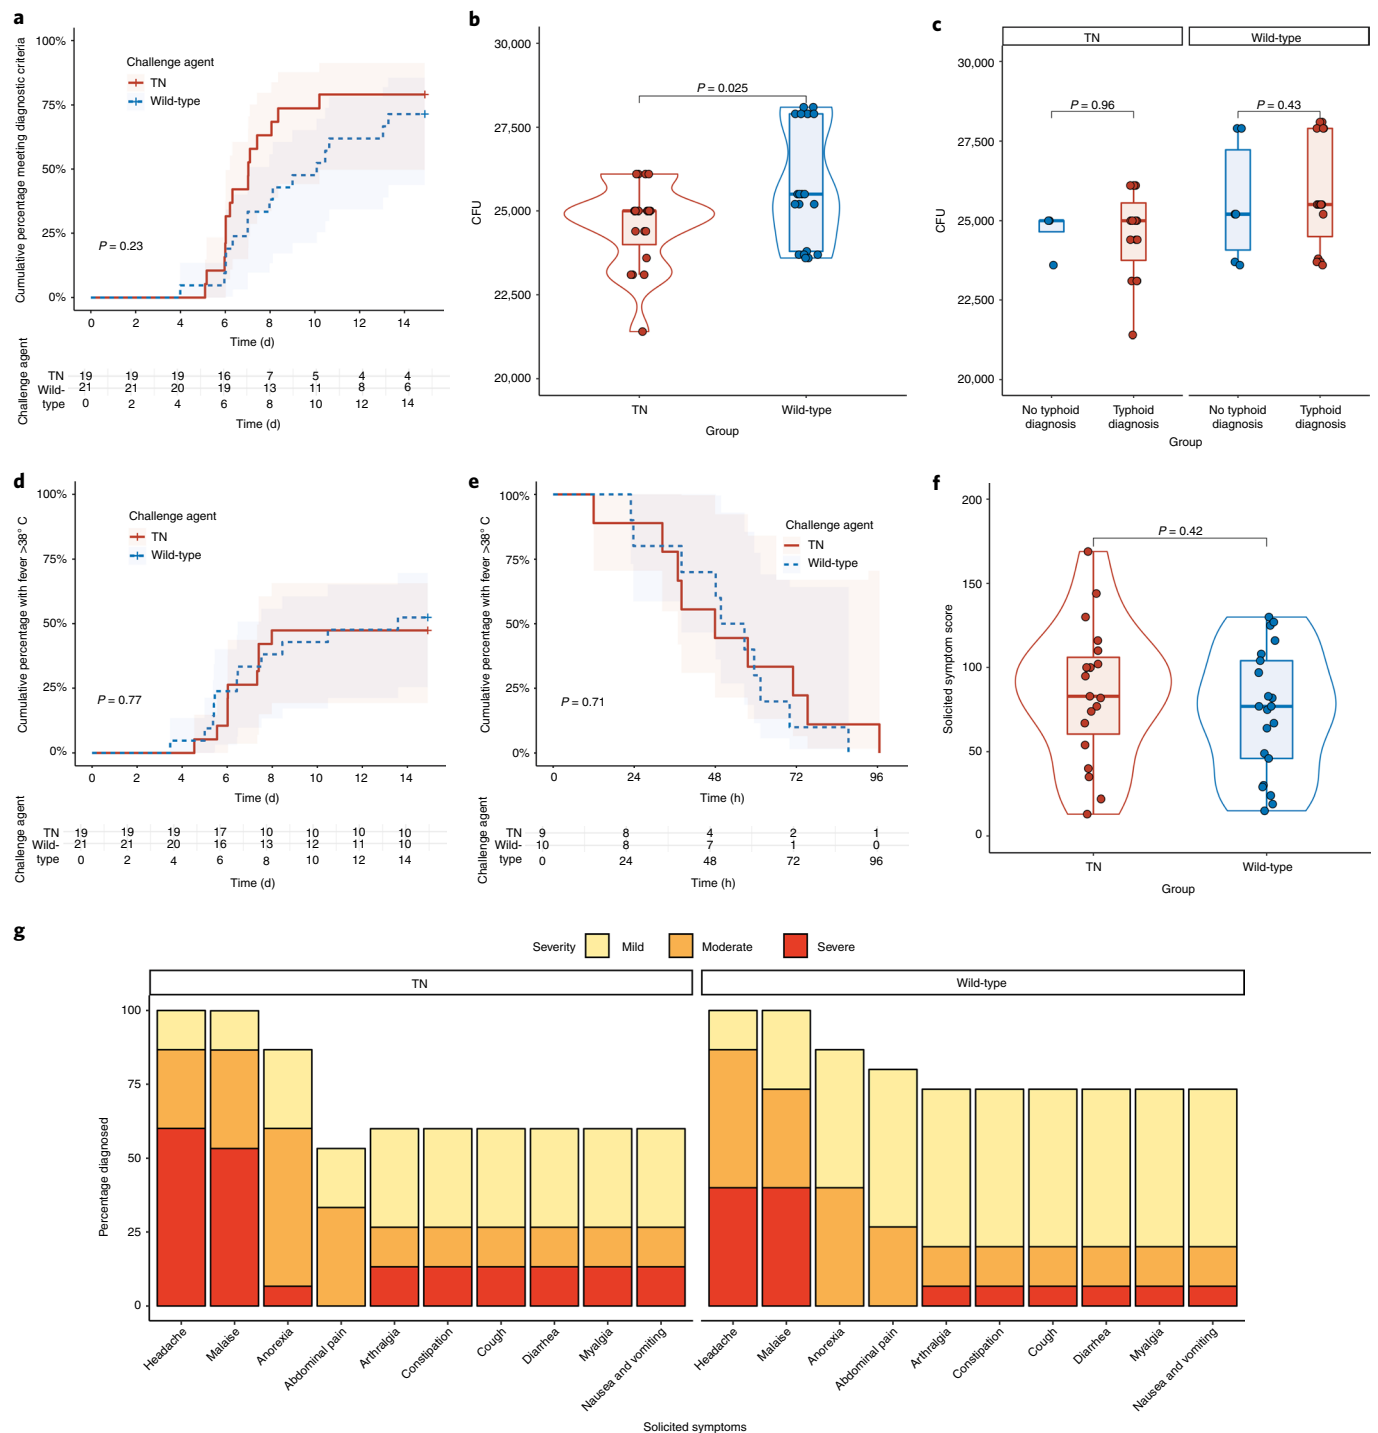 a
100%
75%
50%
25%
0%
Cumulative percentage meeting diagnostic criteria
Challenge agent
TN
Wild-type
P = 0.23
0 2 4 6 8 10 12 14
Time (d)
Challenge agent
TN 19 19 19 16 7 5 4 4
Wild- 21 21 20 19 13 11 8 6
type 0 2 4 6 8 10 12 14
Time (d)
b
30,000
27,500
25,000
22,500
20,000
CFU
P = 0.025
TN Wild-type
Group
c
TN Wild-type
30,000
27,500
25,000
22,500
20,000
CFU
P = 0.96 P = 0.43
No typhoid Typhoid No typhoid Typhoid
diagnosis diagnosis diagnosis diagnosis
Group
d
100%
75%
50%
25%
0%
Cumulative percentage with fever >38° C
Challenge agent
TN
Wild-type
P = 0.77
0 2 4 6 8 10 12 14
Time (d)
Challenge agent
TN 19 19 19 17 10 10 10 10
Wild- 21 21 20 16 13 12 11 10
type 0 2 4 6 8 10 12 14
Time (d)
e
100%
75%
50%
25%
0%
Cumulative percentage with fever >38° C
Challenge agent
TN
Wild-type
P = 0.71
0 24 48 72 96
Time (h)
Challenge agent
TN 9 8 4 2 1
Wild- 10 8 7 1 0
type 0 24 48 72 96
Time (h)
f
200
150
100
50
0
Solicited symptom score
P = 0.42
TN Wild-type
Group
g
Severity Mild Moderate Severe
TN Wild-type
100
75
50
25
0
Percentage diagnosed
Headache Malaise Anorexia Abdominal pain Arthralgia Constipation Cough Diarrhea Myalgia Nausea and vomiting
Headache Malaise Anorexia Abdominal pain Arthralgia Constipation Cough Diarrhea Myalgia Nausea and vomiting
Solicited symptoms